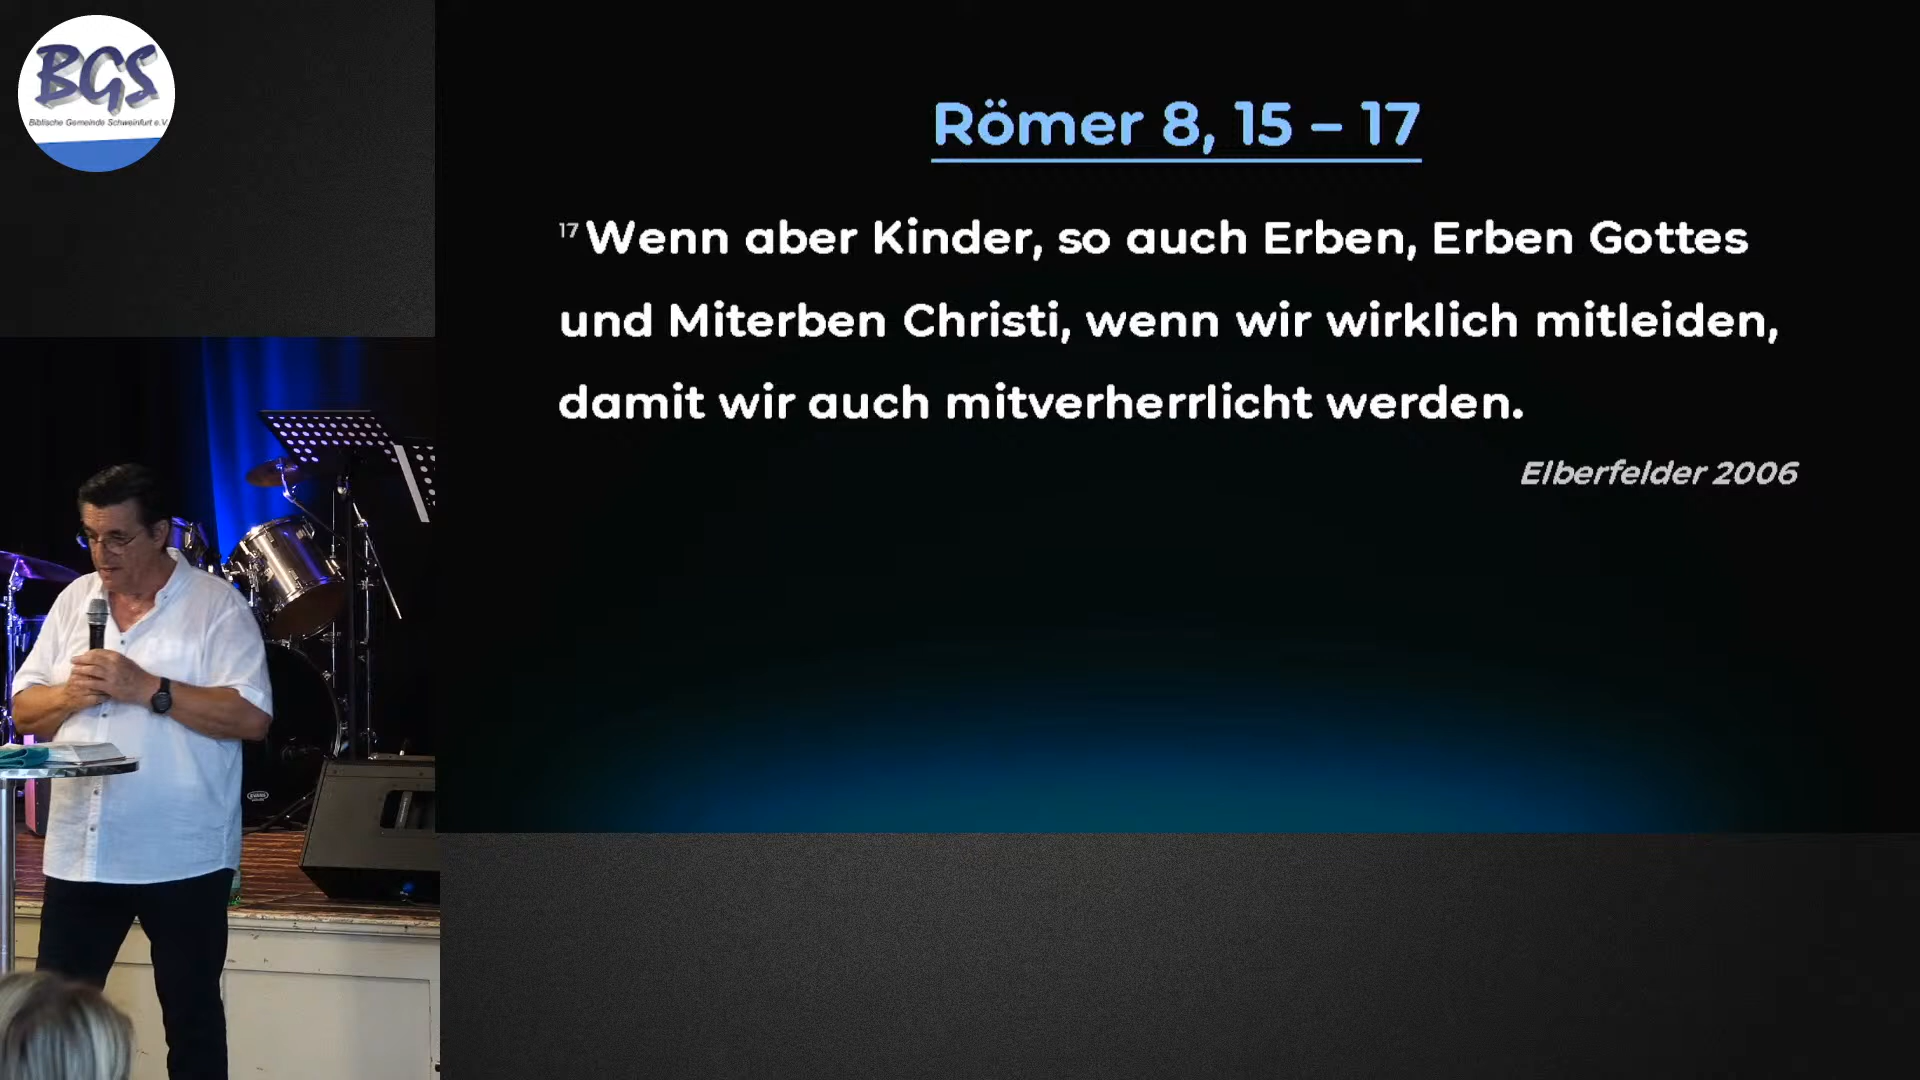 BGS
Biblische Gemeinde Schweinfurt e.V.
Römer 8, 15 – 17
17 Wenn aber Kinder, so auch Erben, Erben Gottes
und Miterben Christi, wenn wir wirklich mitleiden,
damit wir auch mitverherrlicht werden.
Elberfelder 2006
EVANS